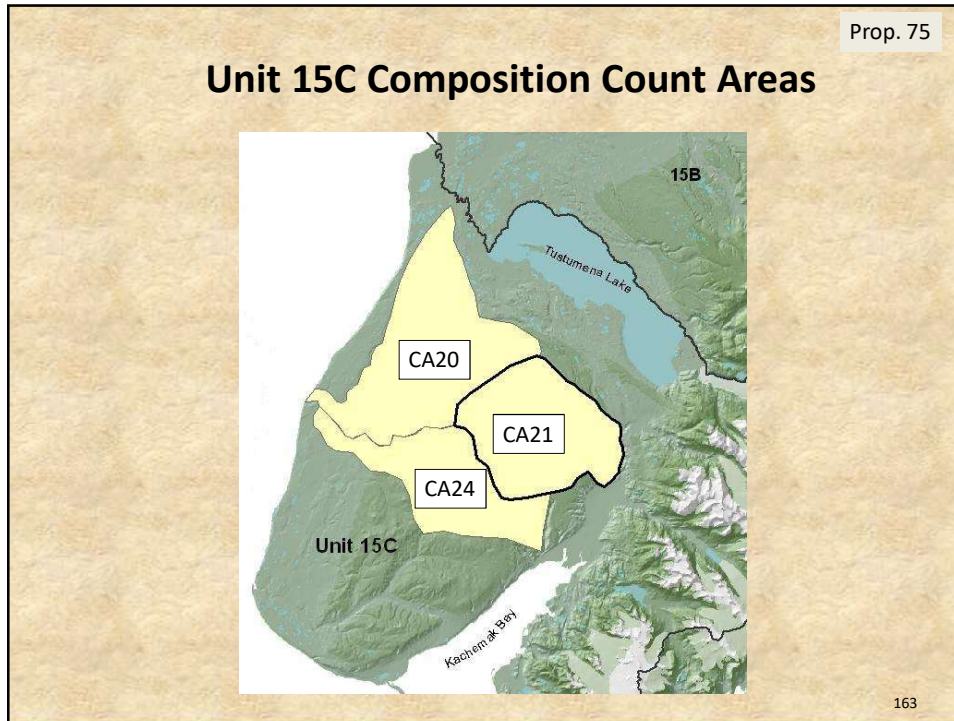 Prop. 75
Unit 15C Composition Count Areas
15B
Tustumena Lake
CA20
CA21
CA24
Unit 15C
Kachemak Bay
163